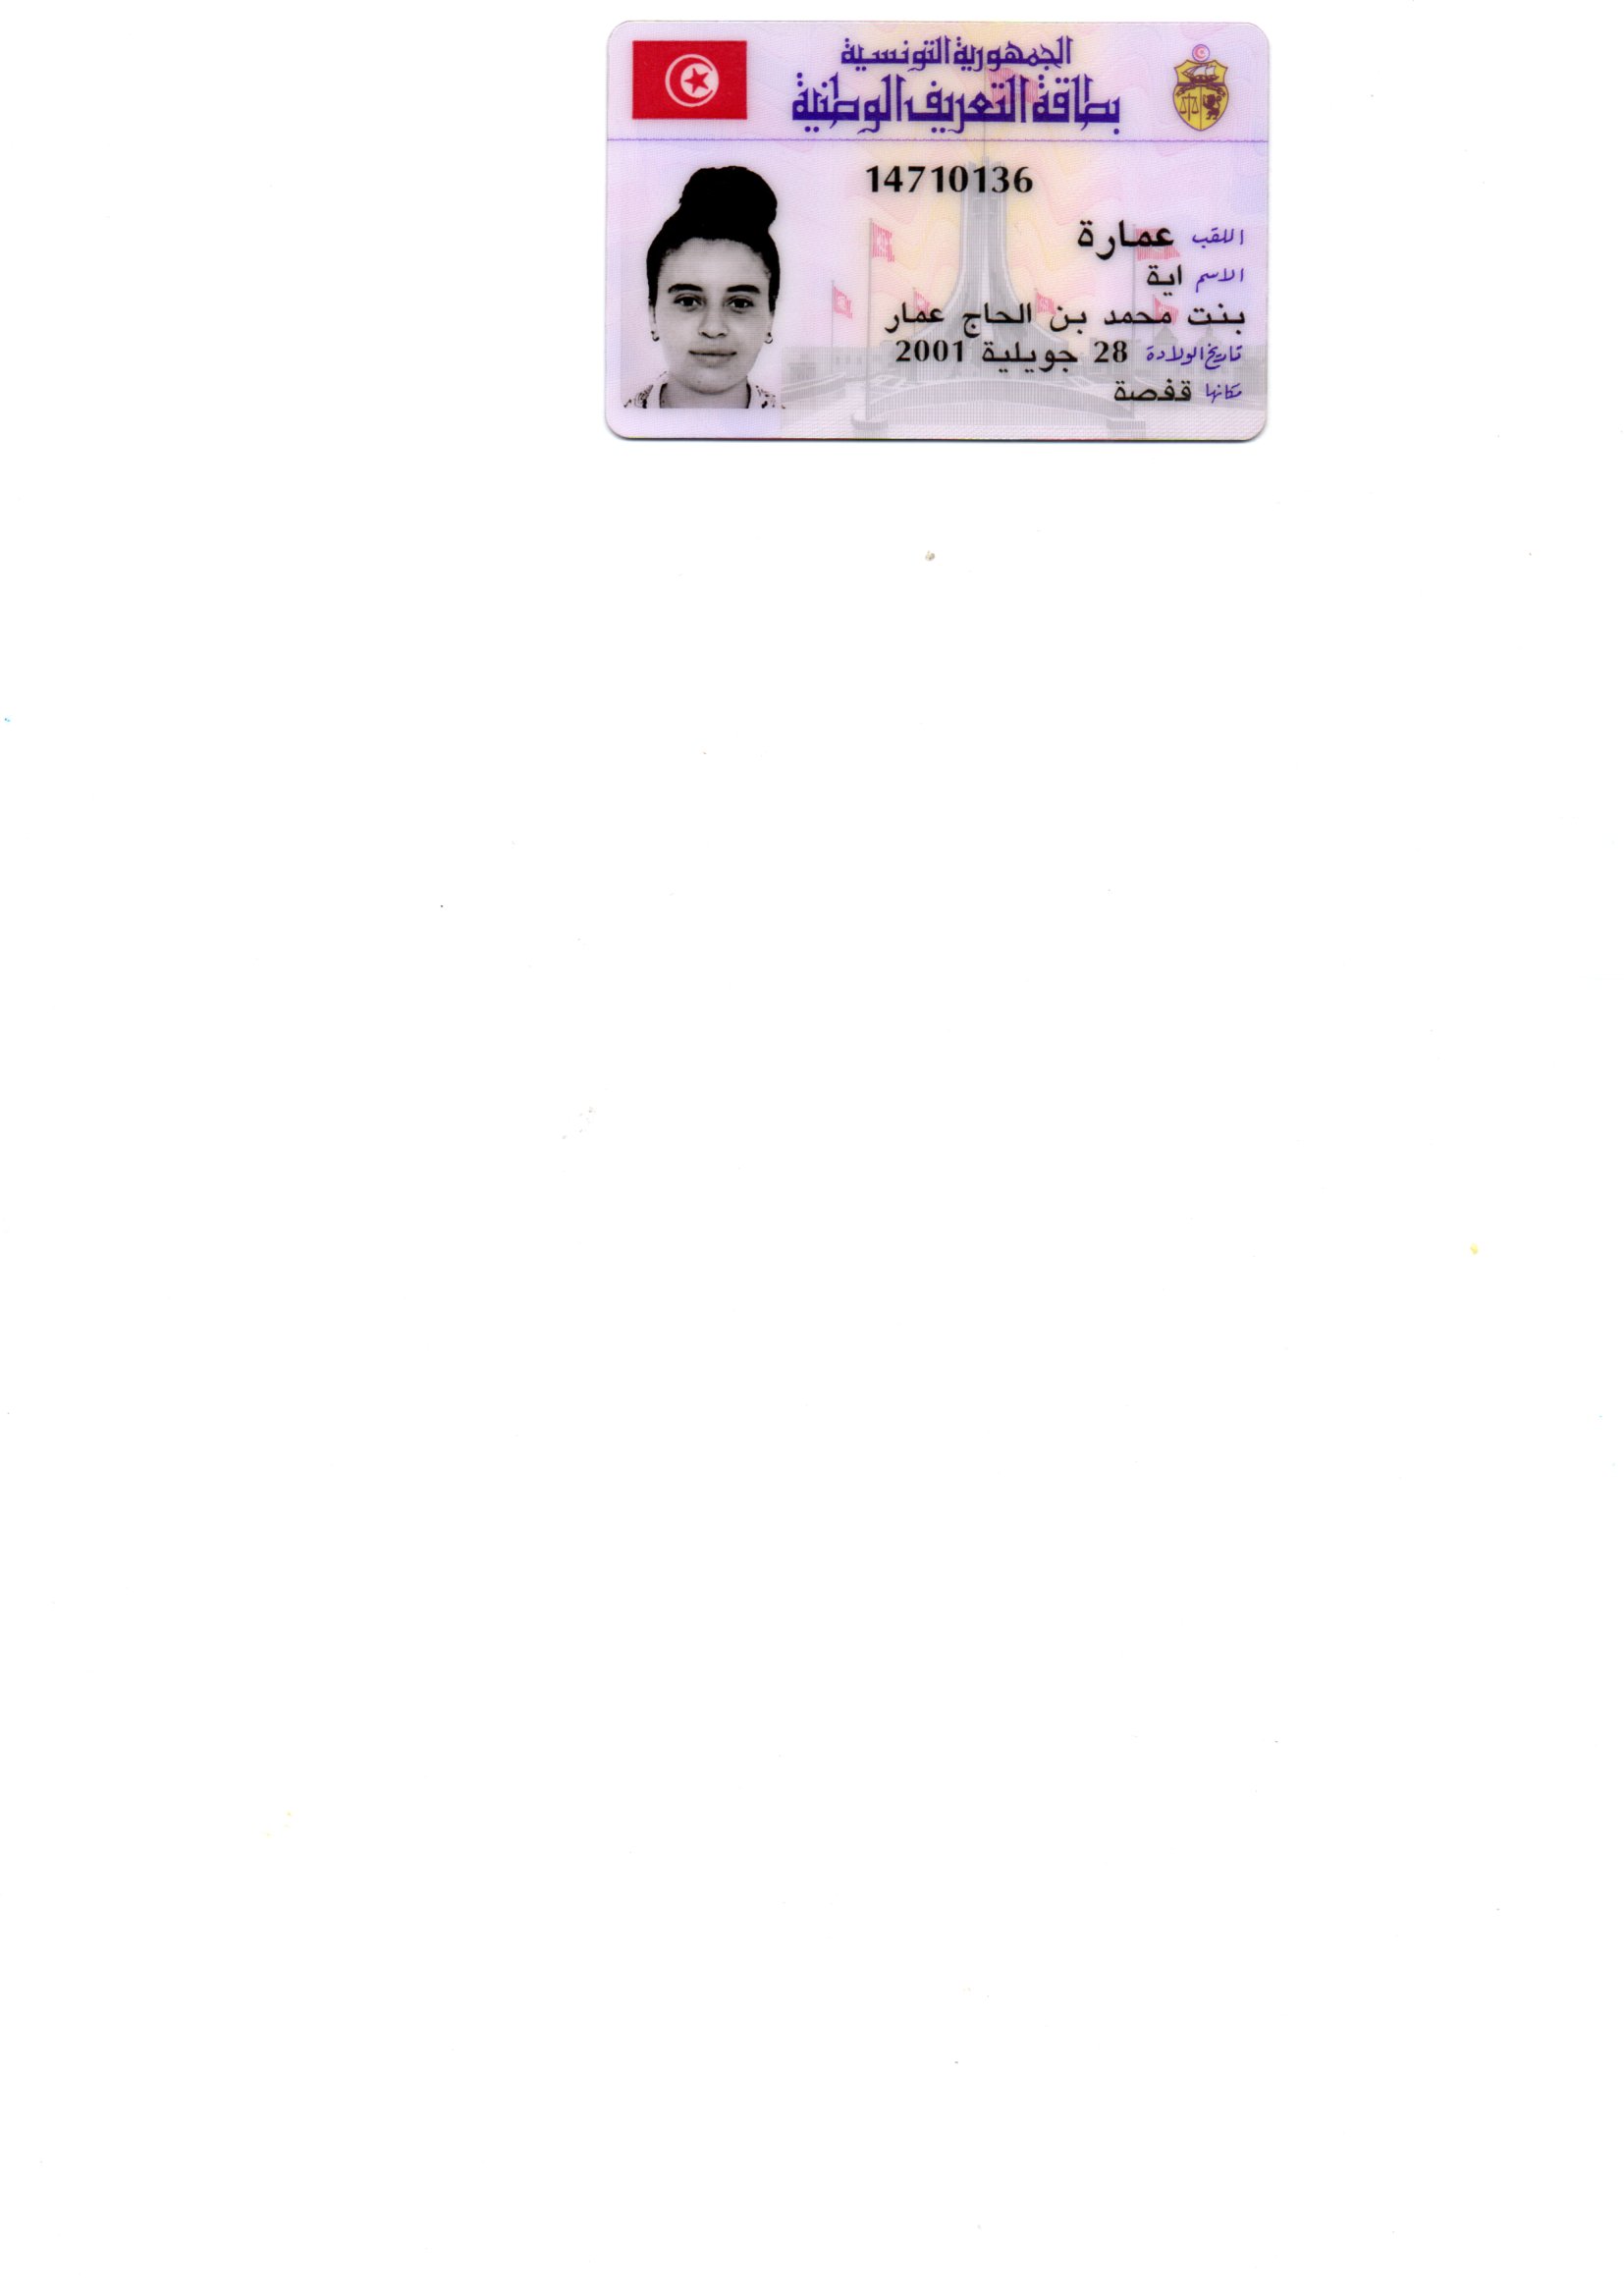 الجمهورية التونسية
بطاقة التعريف الوطنية
14710136
اللقب عمارة
الاسم اية
بنت محمد بن الحاج عمار
تاريخ الولادة 28 جويلية 2001
مكانها قفصة